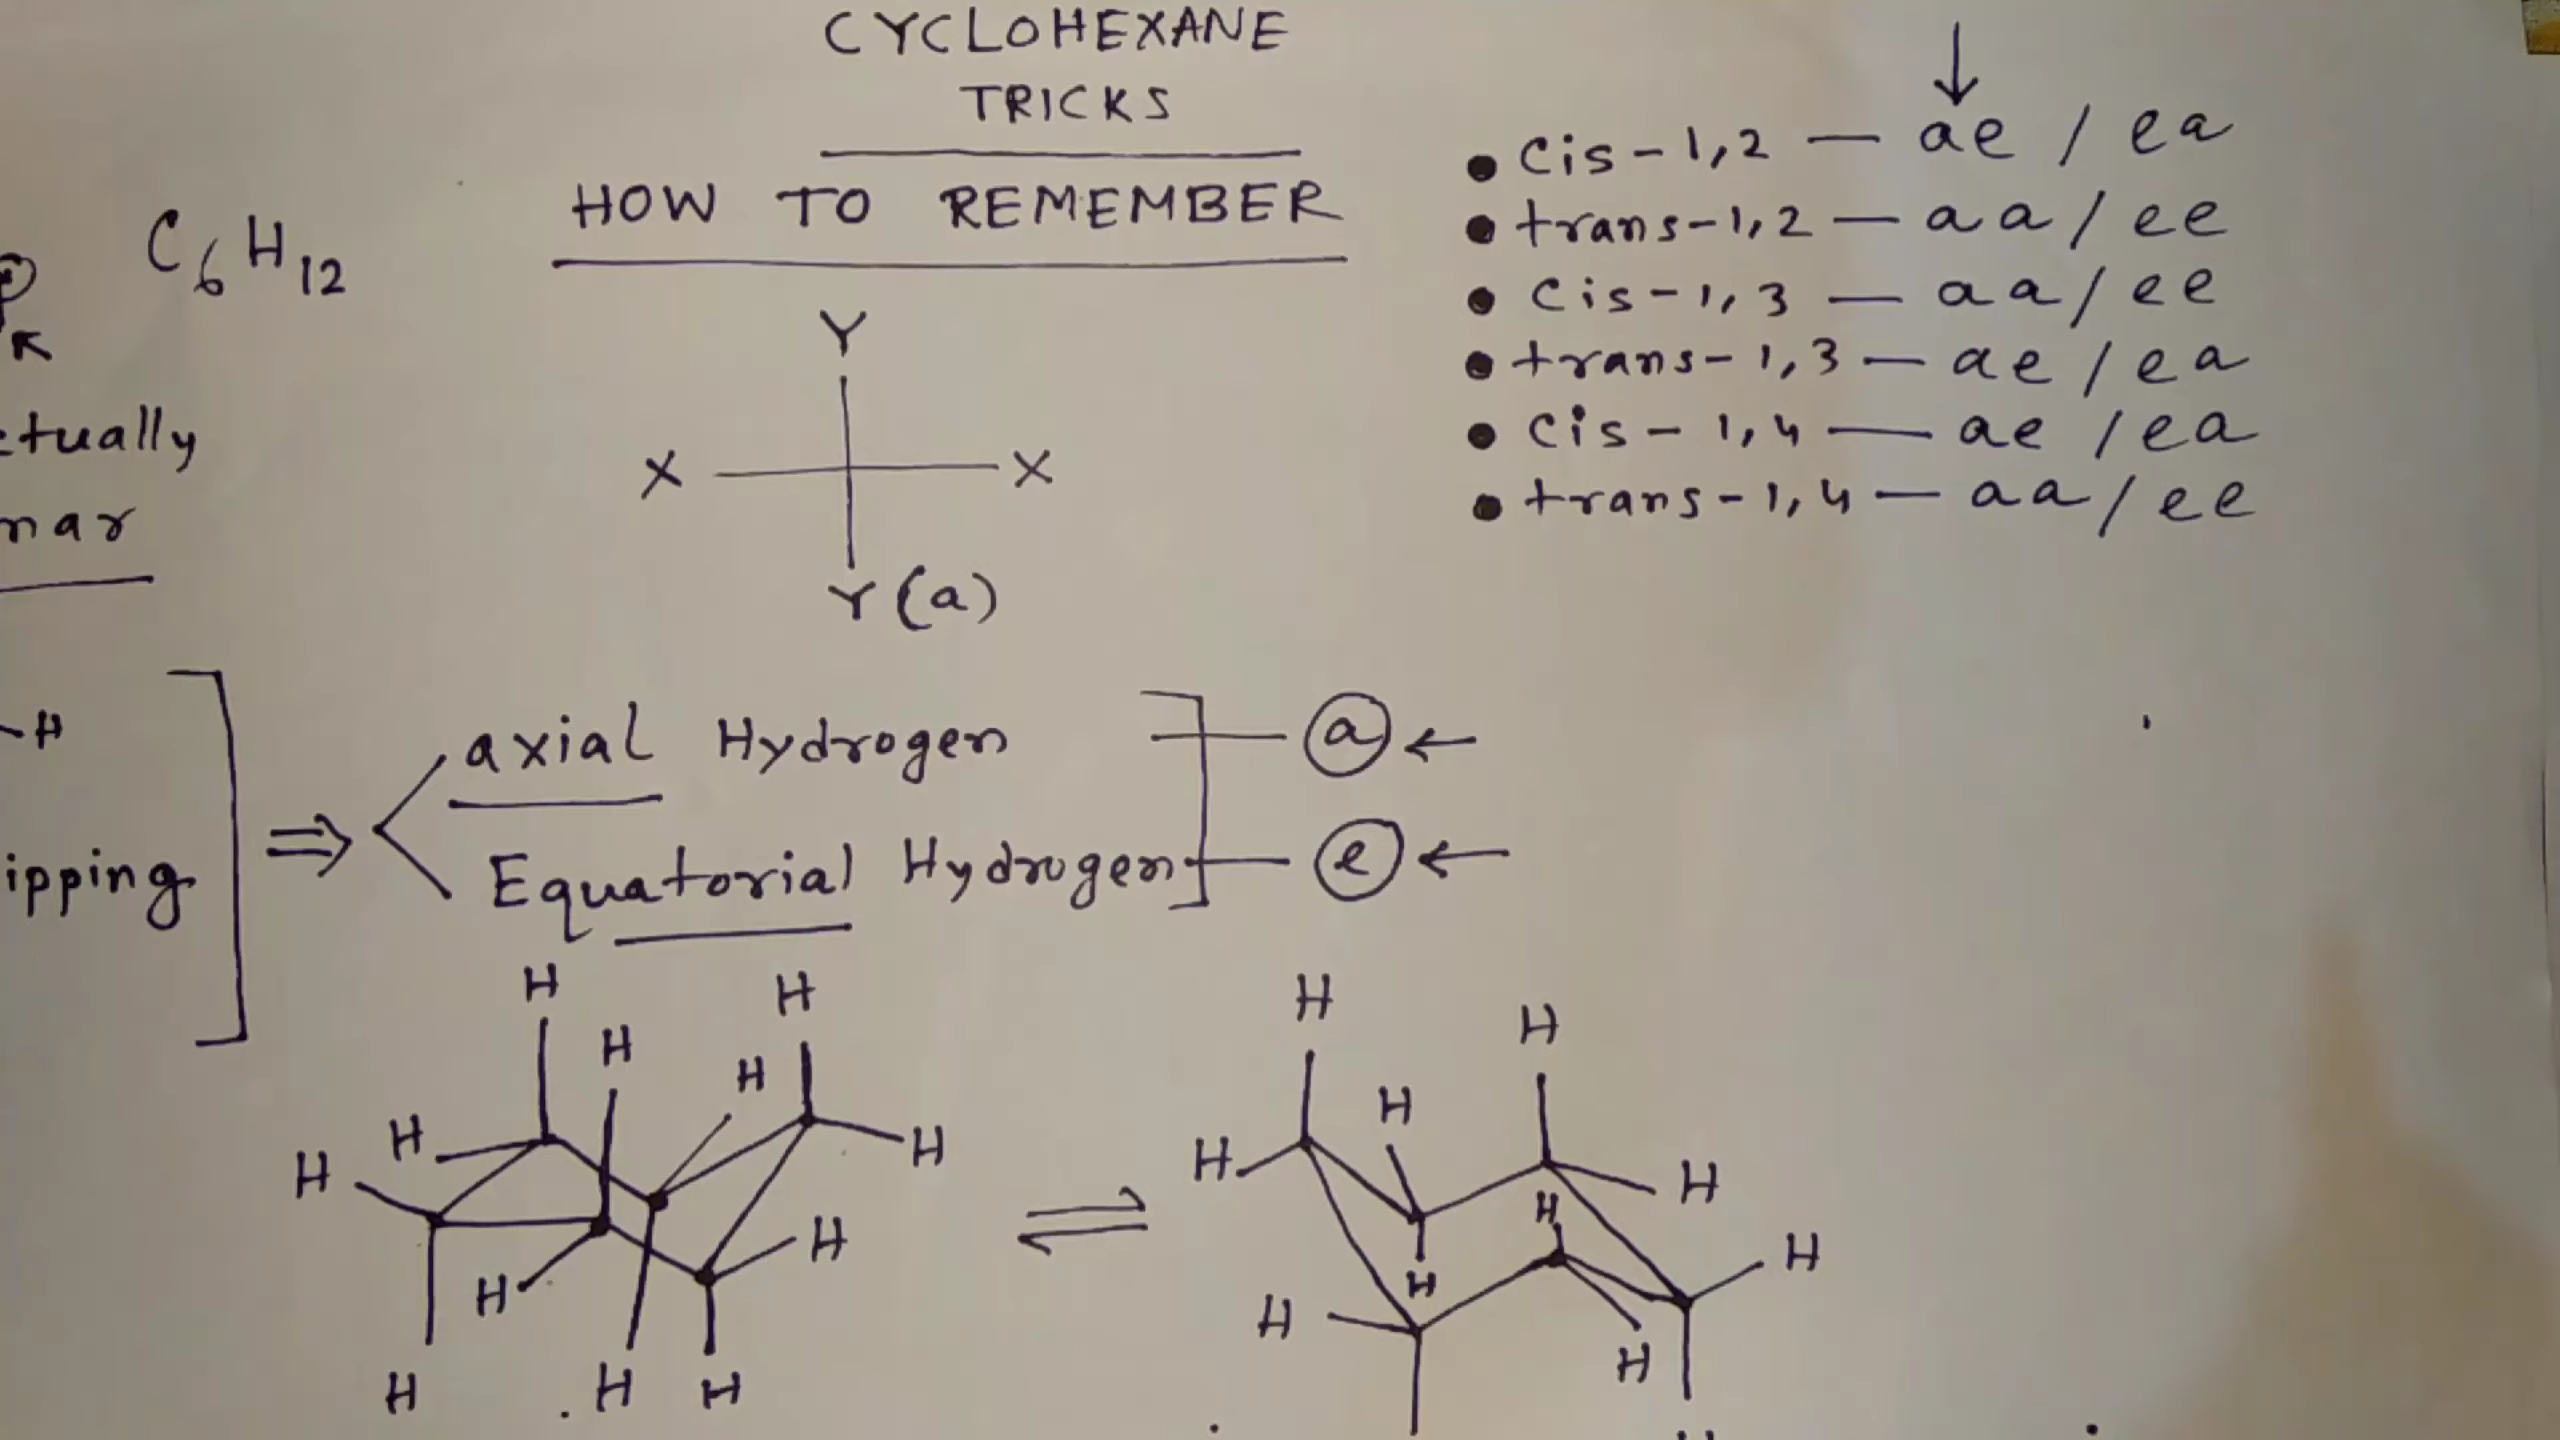 CYCLOHEXANE
TRICKS
HOW TO REMEMBER
C6H12
ctually
nar
Y
X X
Y (a)
• Cis-1,2 — ae / ea
• trans-1,2 — aa / ee
• Cis-1,3 — aa / ee
• trans-1,3 — ae / ea
• Cis-1,4 — ae / ea
• trans-1,4 — aa / ee
-H
ipping
axial Hydrogen a
Equatorial Hydrogen e
H H H H
H H H
H H
H H H
H H
H H H
H H H
H H
H